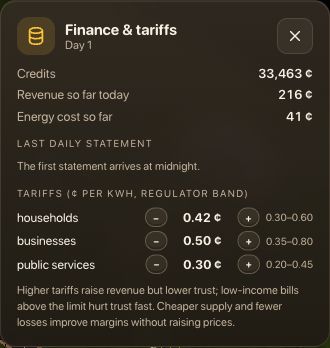 Finance & tariffs
Day 1
Credits 33,463 ¢
Revenue so far today 216 ¢
Energy cost so far 41 ¢
LAST DAILY STATEMENT
The first statement arrives at midnight.
TARIFFS (¢ PER KWH, REGULATOR BAND)
households − 0.42 ¢ + 0.30–0.60
businesses − 0.50 ¢ + 0.35–0.80
public services − 0.30 ¢ + 0.20–0.45
Higher tariffs raise revenue but lower trust; low-income bills
above the limit hurt trust fast. Cheaper supply and fewer
losses improve margins without raising prices.